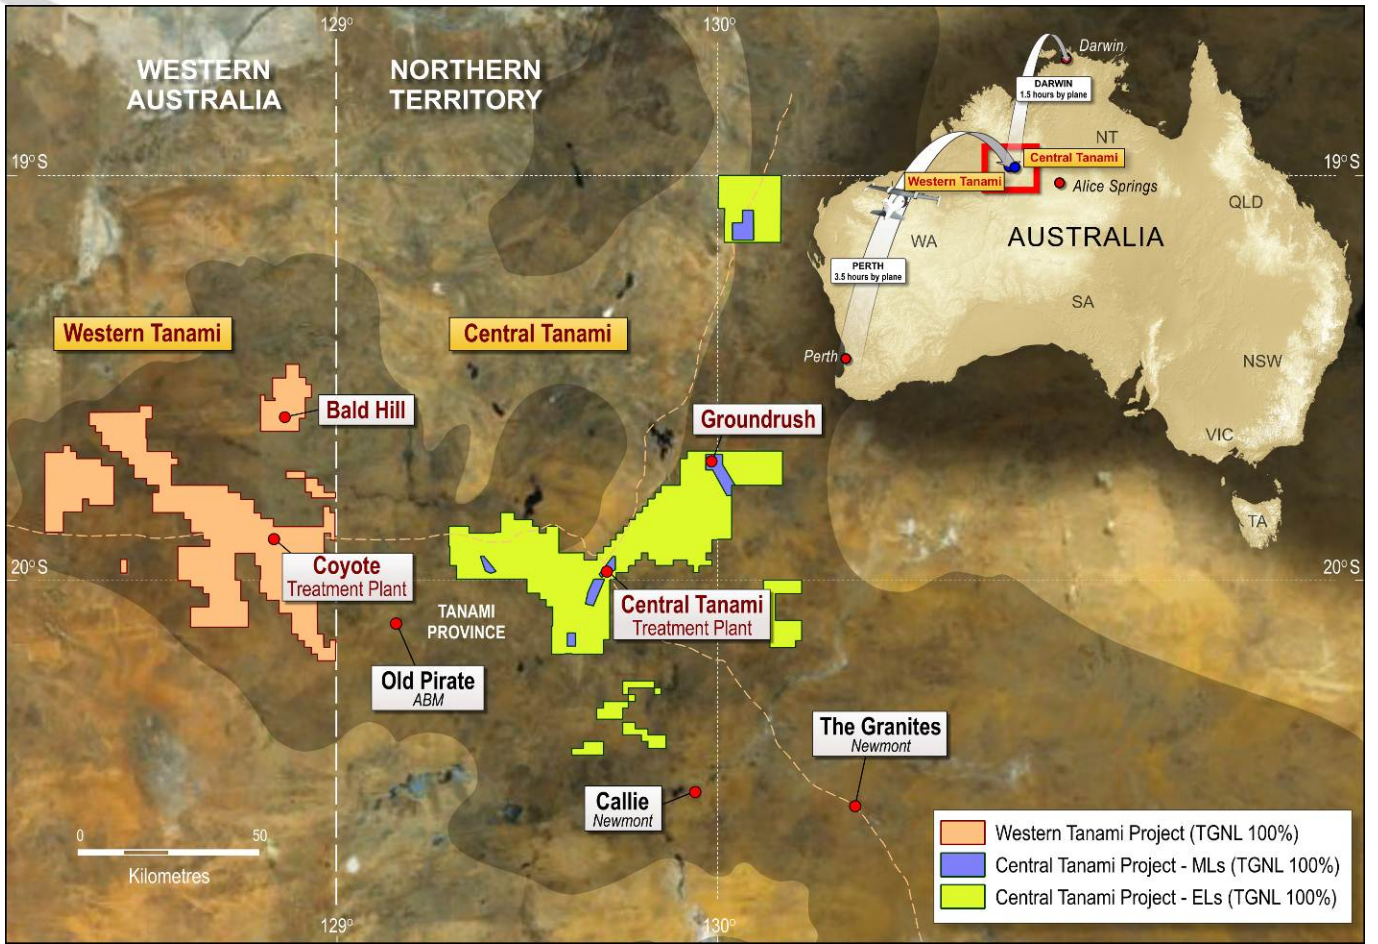 129°
130°
WESTERN
AUSTRALIA
NORTHERN
TERRITORY
19° S
19° S
Darwin
DARWIN
1.5 hours by plane
NT
Central Tanami
Western Tanami
Alice Springs
QLD
WA
AUSTRALIA
PERTH
3.5 hours by plane
SA
Perth
NSW
VIC
TA
Western Tanami
Central Tanami
Bald Hill
Groundrush
Coyote
Treatment Plant
20° S
20° S
Central Tanami
Treatment Plant
TANAMI
PROVINCE
Old Pirate
ABM
The Granites
Newmont
Callie
Newmont
0
50
Kilometres
Western Tanami Project (TGNL 100%)
Central Tanami Project - MLs (TGNL 100%)
Central Tanami Project - ELs (TGNL 100%)
129°
130°